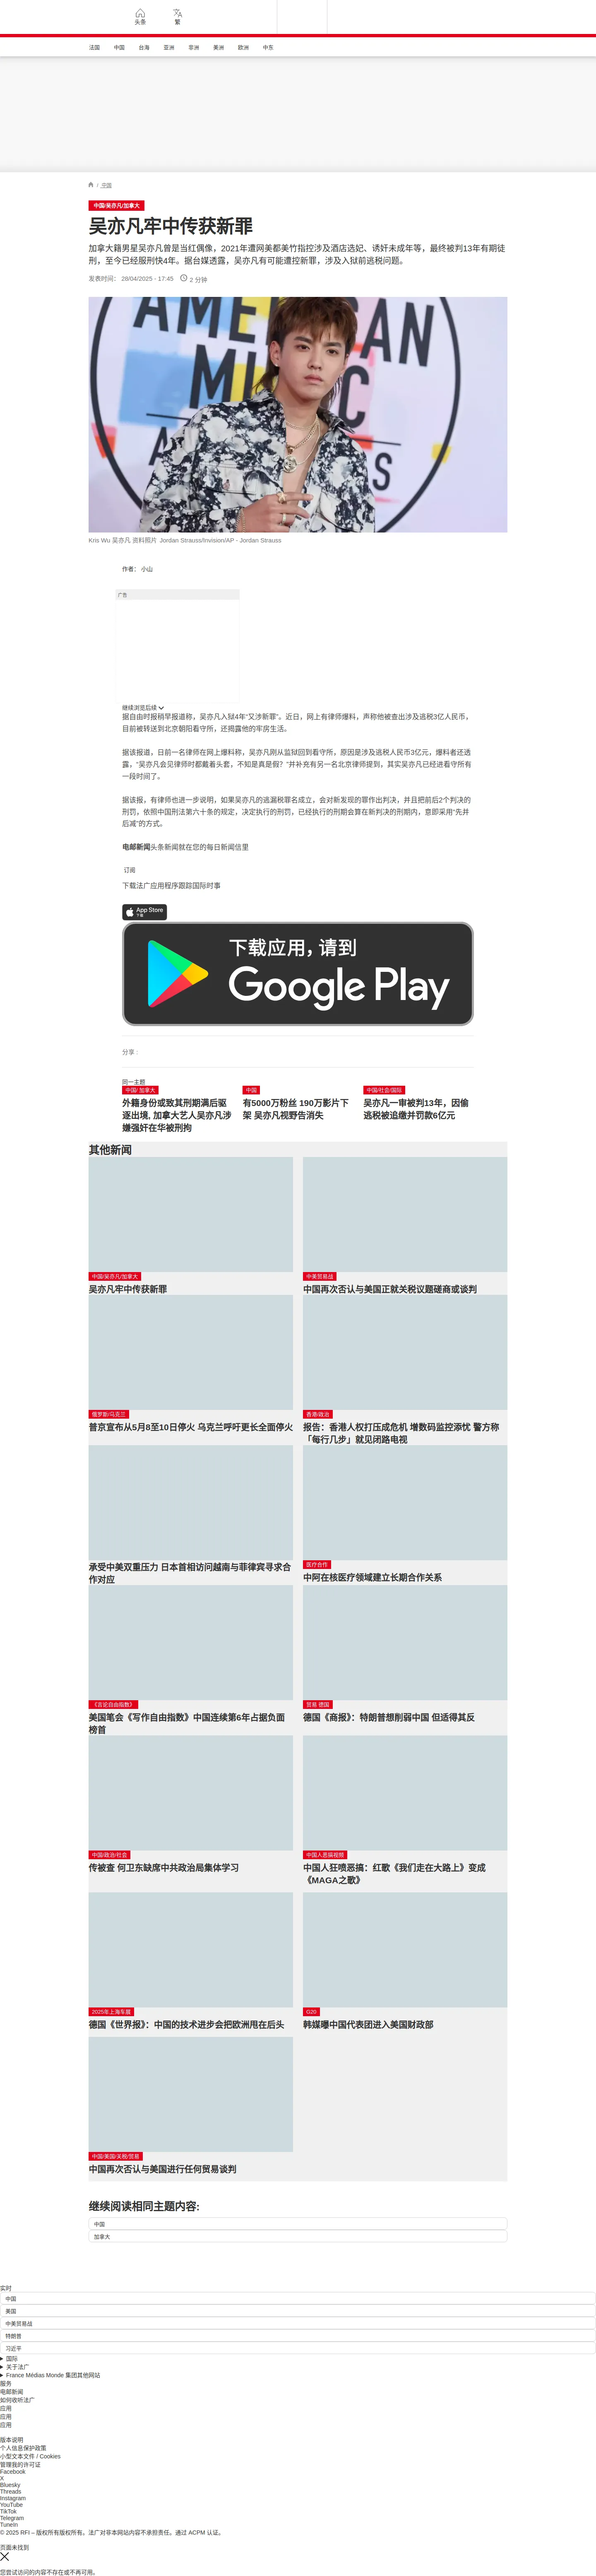 头条
繁
法国
中国
台海
亚洲
非洲
美洲
欧洲
中东
/ 中国
中国/吴亦凡/加拿大
吴亦凡牢中传获新罪
加拿大籍男星吴亦凡曾是当红偶像，2021年遭网美都美竹指控涉及酒店选妃、诱奸未成年等，最终被判13年有期徒
刑，至今已经服刑快4年。据台媒透露，吴亦凡有可能遭控新罪，涉及入狱前逃税问题。
发表时间： 28/04/2025 - 17:45
2 分钟
AMERICAN
MUSIC
Kris Wu 吴亦凡 资料照片 Jordan Strauss/Invision/AP - Jordan Strauss
作者： 小山
广告
继续浏览后续
据自由时报稍早报道称，吴亦凡入狱4年“又涉新罪”。近日，网上有律师爆料，声称他被查出涉及逃税3亿人民币，
目前被转送到北京朝阳看守所，还揭露他的牢房生活。
据该报道，日前一名律师在网上爆料称，吴亦凡刚从监狱回到看守所，原因是涉及逃税人民币3亿元，爆料者还透
露，“吴亦凡会见律师时都戴着头套，不知是真是假？”并补充有另一名北京律师提到，其实吴亦凡已经进看守所有
一段时间了。
据该报，有律师也进一步说明，如果吴亦凡的逃漏税罪名成立，会对新发现的罪作出判决，并且把前后2个判决的
刑罚，依照中国刑法第六十条的规定，决定执行的刑罚，已经执行的刑期会算在新判决的刑期内，意即采用“先并
后减”的方式。
电邮新闻头条新闻就在您的每日新闻信里
订阅
下载法广应用程序跟踪国际时事
App Store
下载
下载应用，请到
Google Play
分享 :
同一主题
中国/ 加拿大
外籍身份或致其刑期满后驱
逐出境, 加拿大艺人吴亦凡涉
嫌强奸在华被刑拘
中国
有5000万粉丝 190万影片下
架 吴亦凡视野告消失
中国/社会/国际
吴亦凡一审被判13年，因偷
逃税被追缴并罚款6亿元
其他新闻
中国/吴亦凡/加拿大
吴亦凡牢中传获新罪
中美贸易战
中国再次否认与美国正就关税议题磋商或谈判
俄罗斯/乌克兰
普京宣布从5月8至10日停火 乌克兰呼吁更长全面停火
香港/政治
报告：香港人权打压成危机 增数码监控添忧 警方称
「每行几步」就见闭路电视
承受中美双重压力 日本首相访问越南与菲律宾寻求合
作对应
医疗合作
中阿在核医疗领域建立长期合作关系
《言论自由指数》
美国笔会《写作自由指数》中国连续第6年占据负面
榜首
贸易 德国
德国《商报》：特朗普想削弱中国 但适得其反
中国/政治/社会
传被查 何卫东缺席中共政治局集体学习
中国人恶搞视频
中国人狂喷恶搞：红歌《我们走在大路上》变成
《MAGA之歌》
2025年上海车展
德国《世界报》：中国的技术进步会把欧洲甩在后头
G20
韩媒曝中国代表团进入美国财政部
中国/美国/关税/贸易
中国再次否认与美国进行任何贸易谈判
继续阅读相同主题内容:
中国
加拿大
实时
中国
美国
中美贸易战
特朗普
习近平
国际
关于法广
France Médias Monde 集团其他网站
服务
电邮新闻
如何收听法广
应用
应用
应用
版本说明
个人信息保护政策
小型文本文件 / Cookies
管理我的许可证
Facebook
X
Bluesky
Threads
Instagram
YouTube
TikTok
Telegram
TuneIn
© 2025 RFI – 版权所有版权所有。法广对非本网站内容不承担责任。通过 ACPM 认证。
页面未找到
您尝试访问的内容不存在或不再可用。